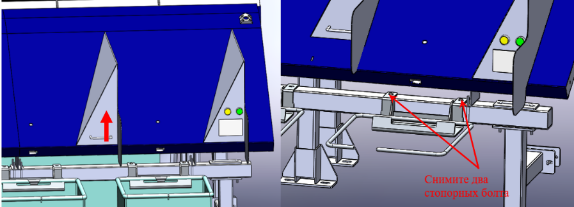 Снимите два
стопорных болта